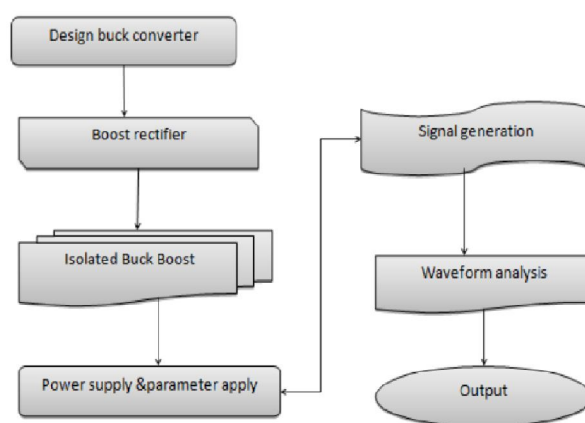 Design buck converter
Boost rectifier
Isolated Buck Boost
Power supply &parameter apply
Signal generation
Waveform analysis
Output